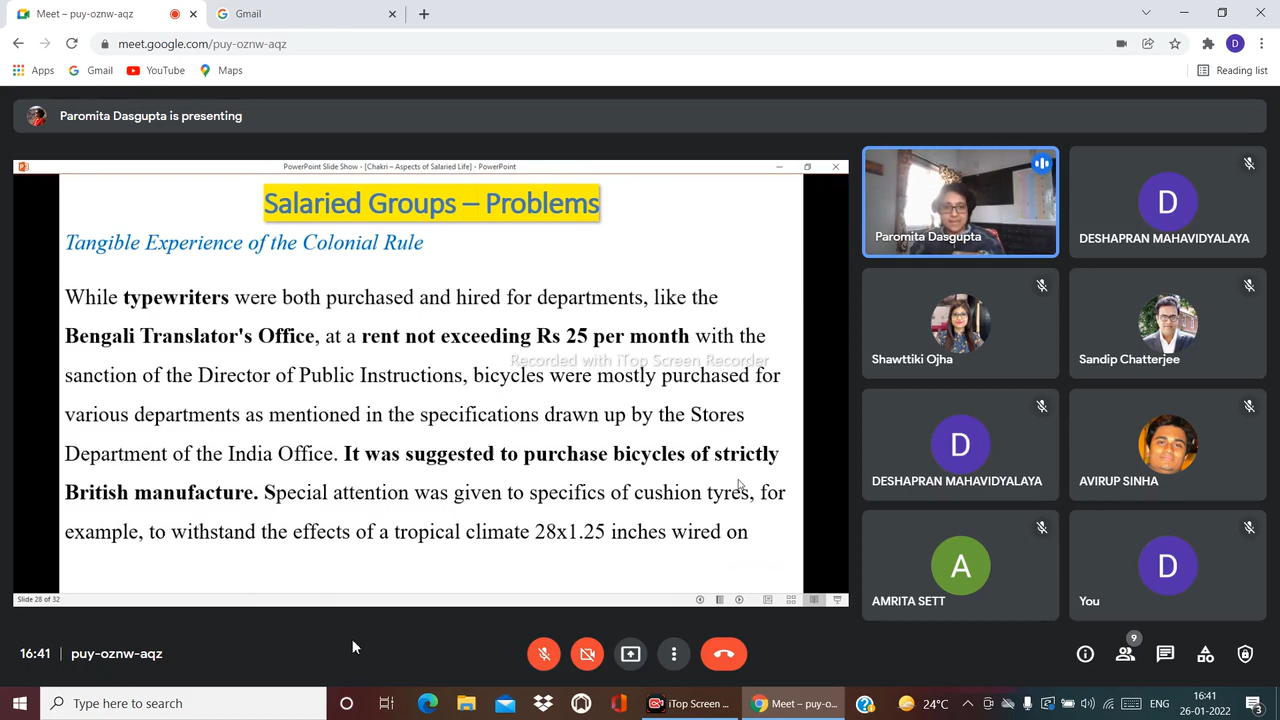 Meet – puy-oznw-aqz
Gmail
meet.google.com/puy-oznw-aqz
D
Apps
Gmail
YouTube
Maps
Reading list
Paromita Dasgupta is presenting
PowerPoint Slide Show - [Chakri – Aspects of Salaried Life] - PowerPoint
Salaried Groups – Problems
Tangible Experience of the Colonial Rule
While typewriters were both purchased and hired for departments, like the
Bengali Translator's Office, at a rent not exceeding Rs 25 per month with the
Recorded with iTop Screen Recorder
sanction of the Director of Public Instructions, bicycles were mostly purchased for
various departments as mentioned in the specifications drawn up by the Stores
Department of the India Office. It was suggested to purchase bicycles of strictly
British manufacture. Special attention was given to specifics of cushion tyres, for
example, to withstand the effects of a tropical climate 28x1.25 inches wired on
Slide 28 of 32
Paromita Dasgupta
D
DESHAPRAN MAHAVIDYALAYA
Shawttiki Ojha
Sandip Chatterjee
D
DESHAPRAN MAHAVIDYALAYA
AVIRUP SINHA
A
AMRITA SETT
D
You
16:41
puy-oznw-aqz
9
Type here to search
iTop Screen ...
Meet - puy-o...
24°C
ENG
16:41
26-01-2022
3